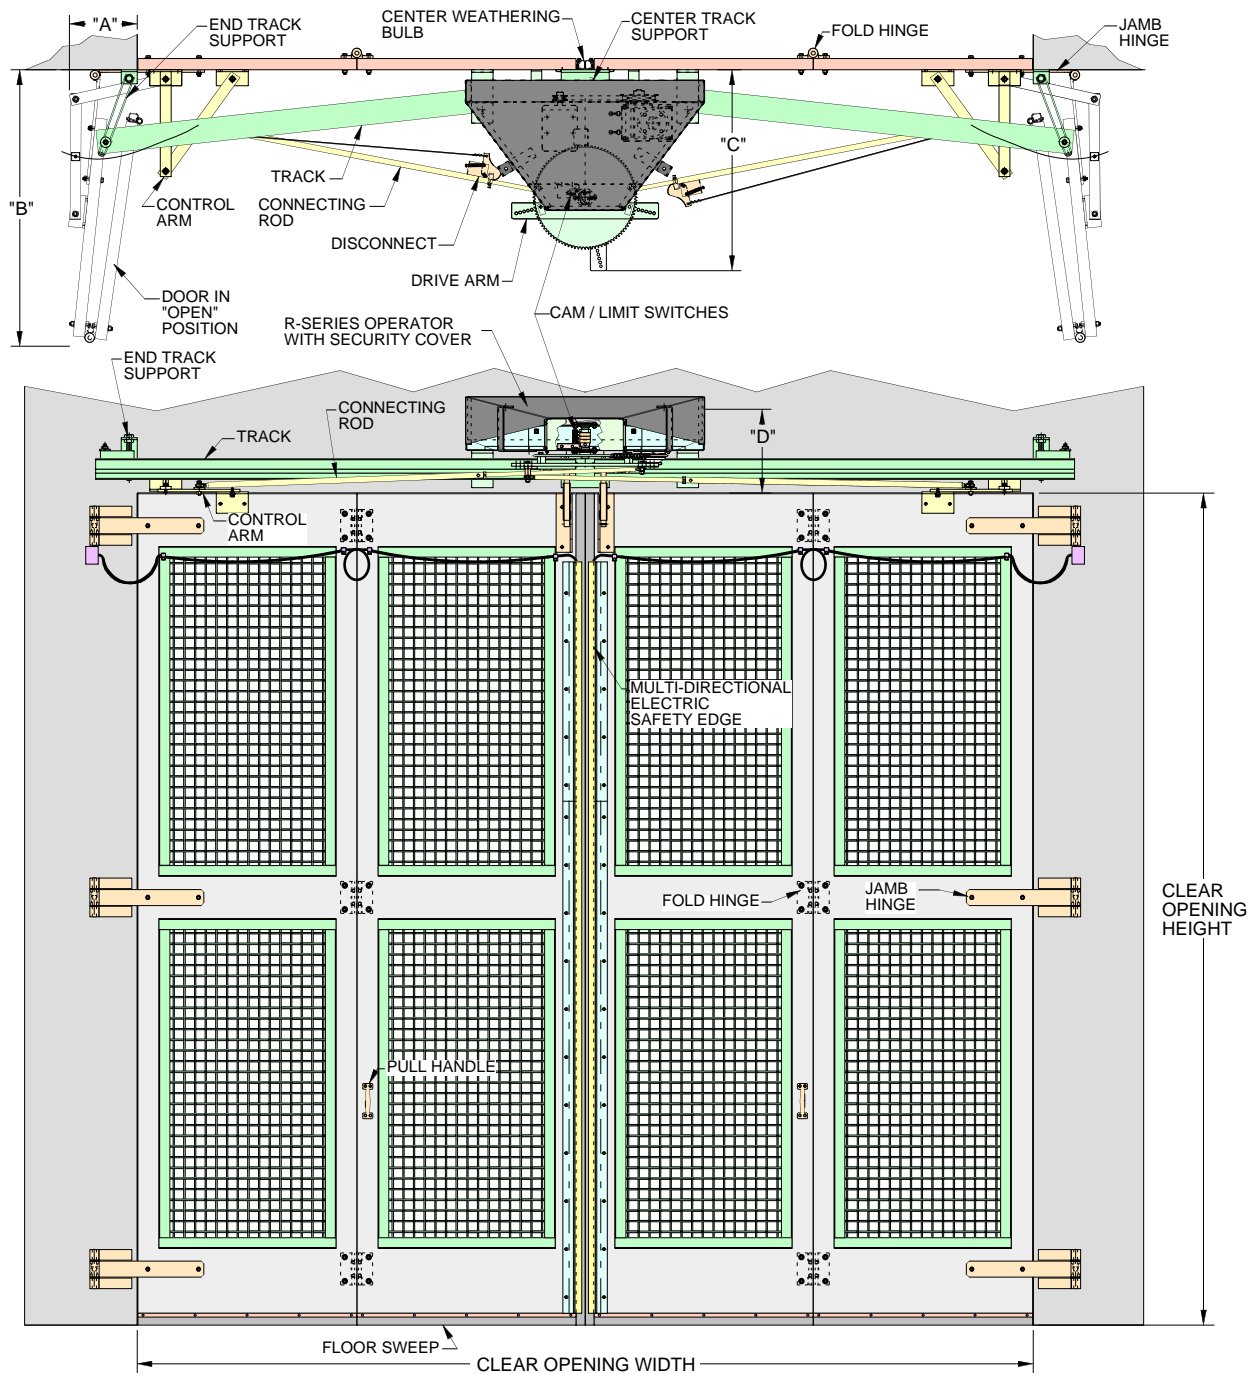 "A"
END TRACK
SUPPORT
CENTER WEATHERING
BULB
CENTER TRACK
SUPPORT
FOLD HINGE
JAMB
HINGE
"B"
"C"
TRACK
CONTROL
ARM
CONNECTING
ROD
DISCONNECT
DRIVE ARM
DOOR IN
"OPEN"
POSITION
CAM / LIMIT SWITCHES
R-SERIES OPERATOR
WITH SECURITY COVER
END TRACK
SUPPORT
CONNECTING
ROD
TRACK
"D"
CONTROL
ARM
MULTI-DIRECTIONAL
ELECTRIC
SAFETY EDGE
FOLD HINGE
JAMB
HINGE
CLEAR
OPENING
HEIGHT
PULL HANDLE
FLOOR SWEEP
CLEAR OPENING WIDTH